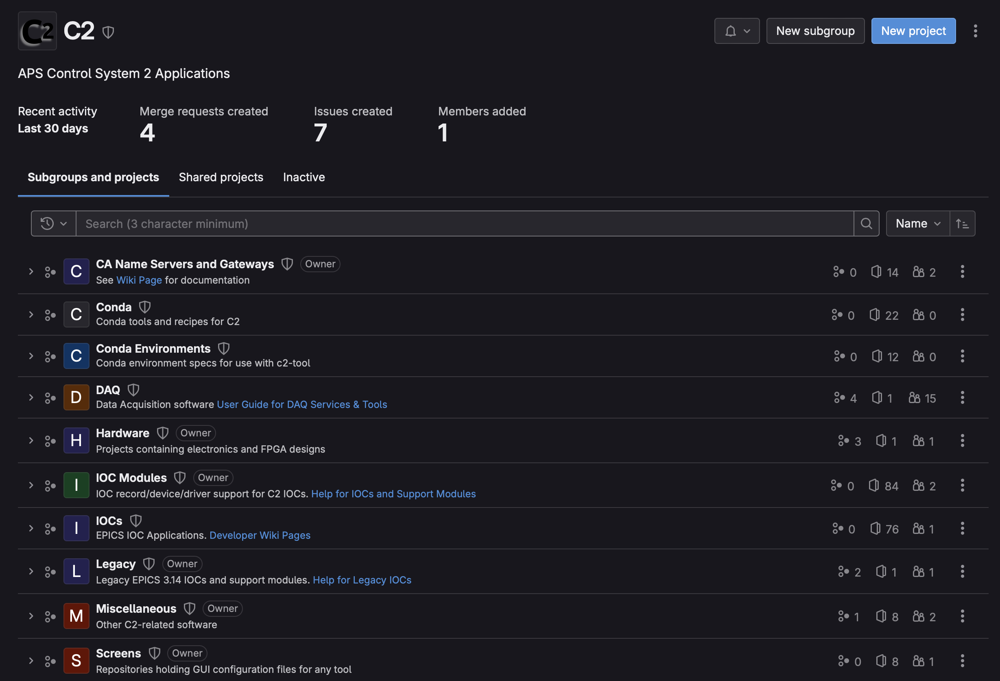 C2
C2
New subgroup
New project
APS Control System 2 Applications
Recent activity
Last 30 days
Merge requests created
4
Issues created
7
Members added
1
Subgroups and projects
Shared projects
Inactive
Search (3 character minimum)
Name
C
CA Name Servers and Gateways
Owner
See Wiki Page for documentation
0 14 2
C
Conda
Conda tools and recipes for C2
0 22 0
C
Conda Environments
Conda environment specs for use with c2-tool
0 12 0
D
DAQ
Data Acquisition software User Guide for DAQ Services & Tools
4 1 15
H
Hardware
Owner
Projects containing electronics and FPGA designs
3 1 1
I
IOC Modules
Owner
IOC record/device/driver support for C2 IOCs. Help for IOCs and Support Modules
0 84 2
I
IOCs
EPICS IOC Applications. Developer Wiki Pages
0 76 1
L
Legacy
Owner
Legacy EPICS 3.14 IOCs and support modules. Help for Legacy IOCs
2 1 1
M
Miscellaneous
Owner
Other C2-related software
1 8 2
S
Screens
Owner
Repositories holding GUI configuration files for any tool
0 8 1